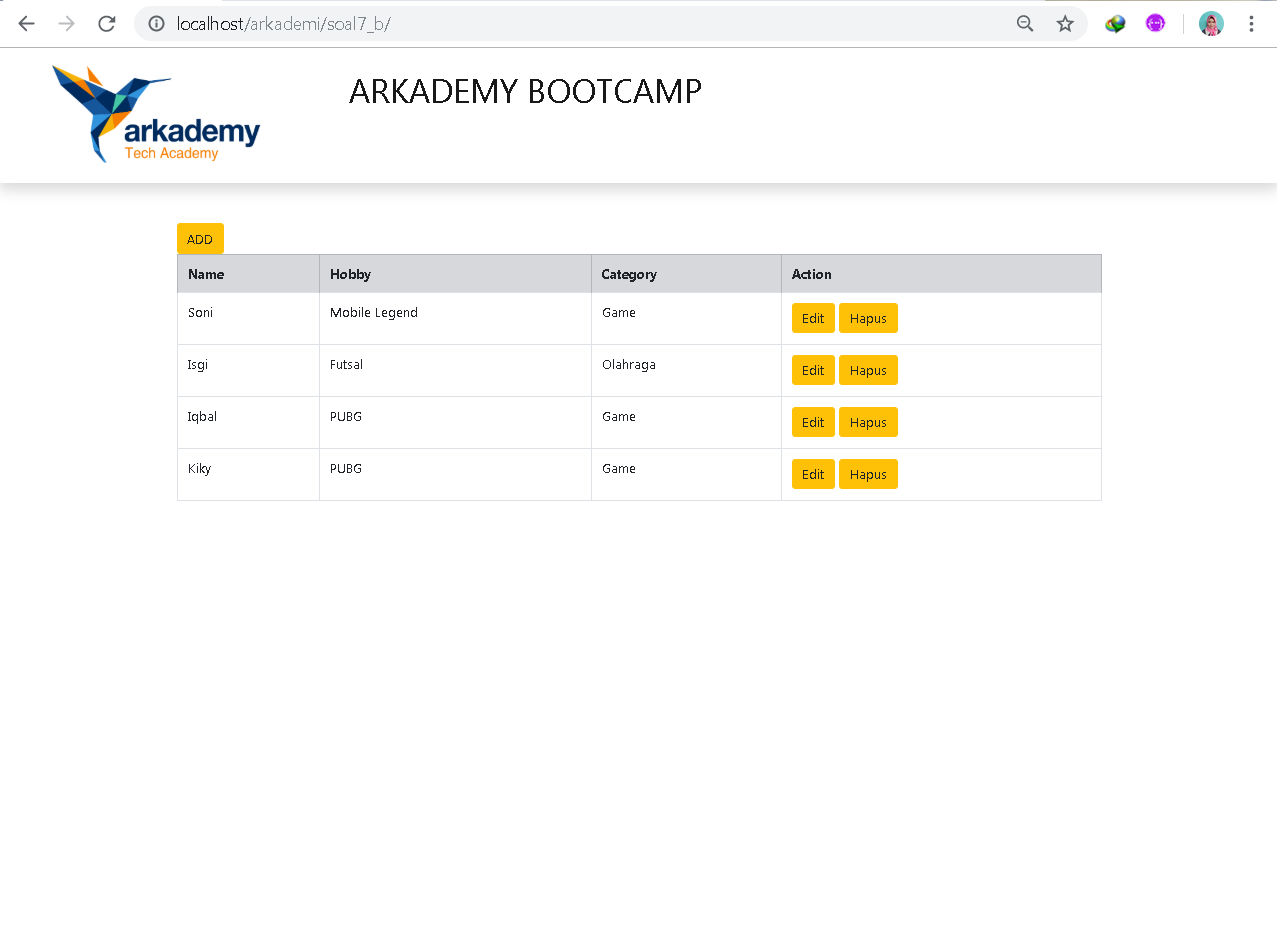 localhost/arkademi/soal7_b/
ARKADEMY BOOTCAMP
arkademy
Tech Academy
ADD
Name Hobby Category Action
Soni Mobile Legend Game Edit Hapus
Isgi Futsal Olahraga Edit Hapus
Iqbal PUBG Game Edit Hapus
Kiky PUBG Game Edit Hapus